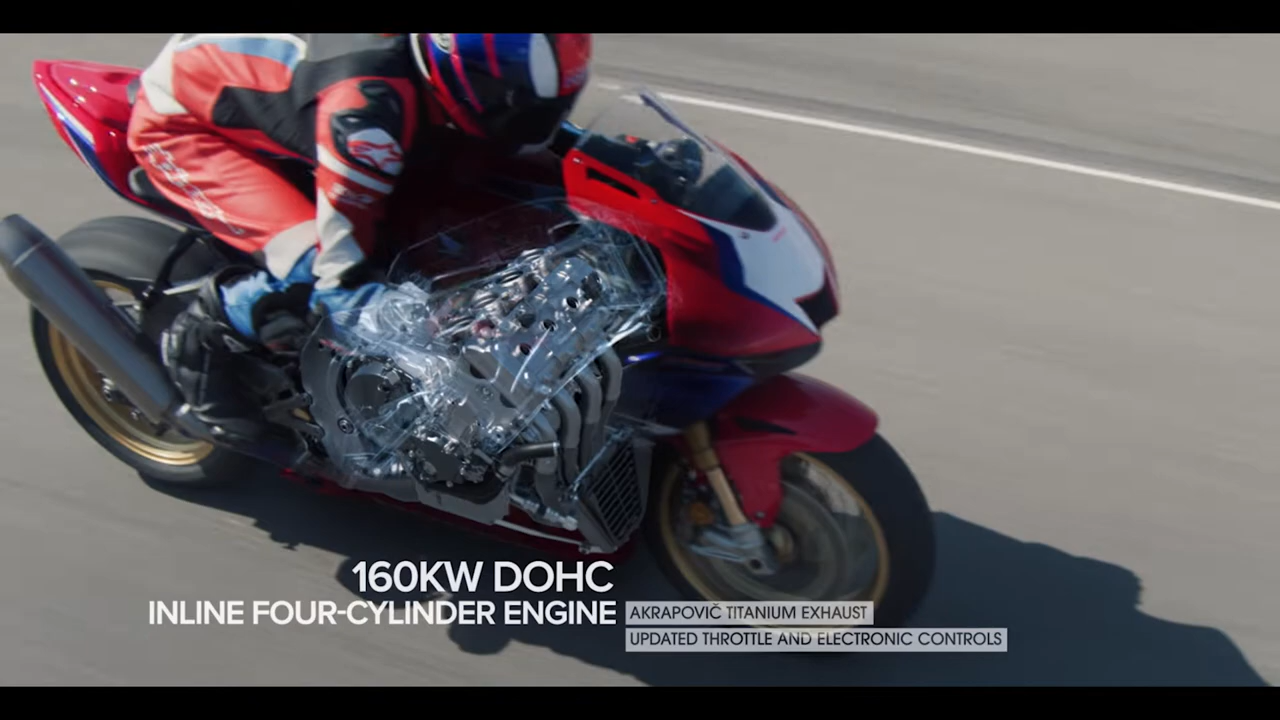 160KW DOHC
INLINE FOUR-CYLINDER ENGINE
AKRAPOVIČ TITANIUM EXHAUST
UPDATED THROTTLE AND ELECTRONIC CONTROLS